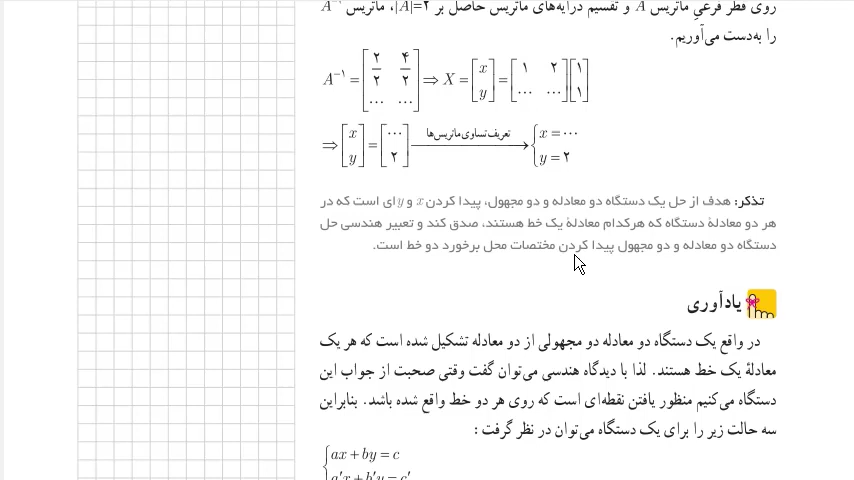 روی قطر فرعی ماتریس A و تقسیم درایه‌های ماتریس حاصل بر ۲=|A|، ماتریس A⁻¹
را به‌دست می‌آوریم.
A⁻¹ = [۲/۲ ۴/۲; ... ...] ⇒ X = [x; y] = [۱ ۲; ... ...][۱; ۱]
⇒ [x; y] = [...; ۲] تعریف تساوی ماتریس‌ها → {x = ... y = ۲
تذکر: هدف از حل یک دستگاه دو معادله و دو مجهول، پیدا کردن x و yای است که در
هر دو معادلهٔ دستگاه که هرکدام معادلهٔ یک خط هستند، صدق کند و تعبیر هندسی حل
دستگاه دو معادله و دو مجهول پیدا کردن مختصات محل برخورد دو خط است.
یادآوری
در واقع یک دستگاه دو معادله دو مجهولی از دو معادله تشکیل شده است که هر یک
معادلهٔ یک خط هستند. لذا با دیدگاه هندسی می‌توان گفت وقتی صحبت از جواب این
دستگاه می‌کنیم منظور یافتن نقطه‌ای است که روی هر دو خط واقع شده باشد. بنابراین
سه حالت زیر را برای یک دستگاه می‌توان در نظر گرفت :
{ax + by = c
a′x + b′y = c′